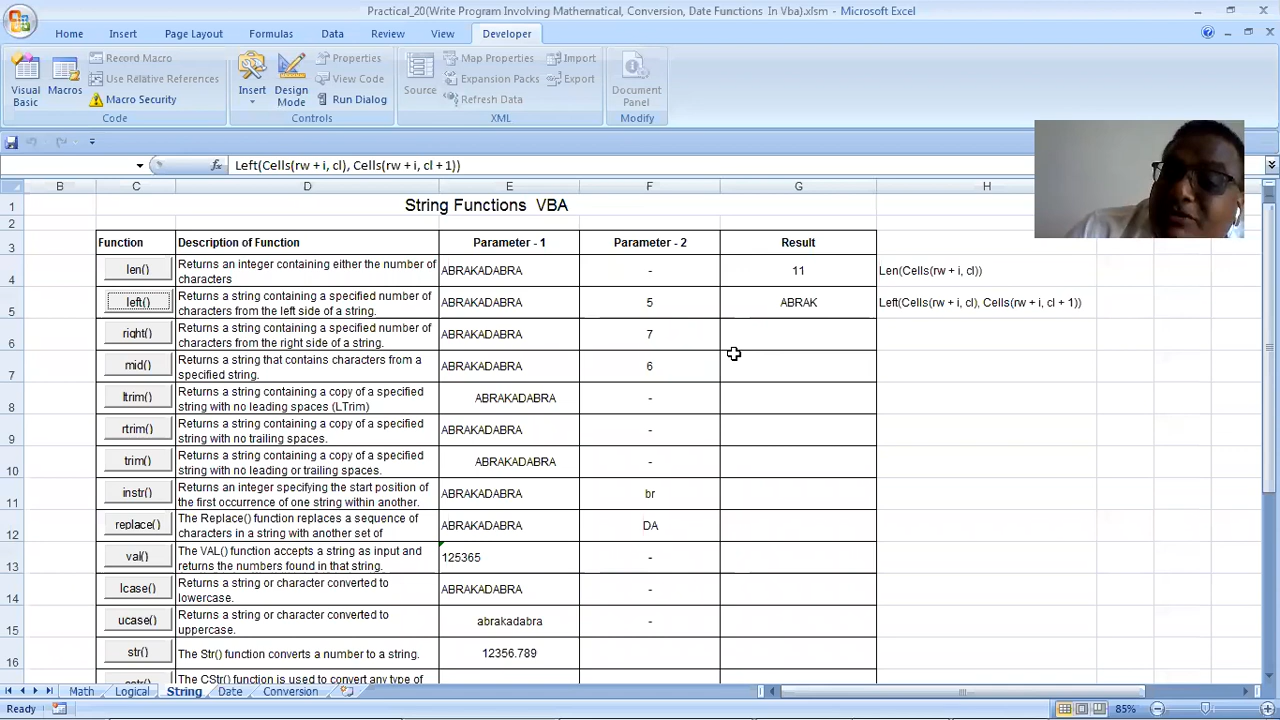 Practical_20(Write Program Involving Mathematical, Conversion, Date Functions In Vba).xlsm - Microsoft Excel
Home Insert Page Layout Formulas Data Review View Developer
Visual Basic
Macros
Record Macro
Use Relative References
Macro Security
Code
Insert
Design Mode
Properties
View Code
Run Dialog
Controls
Source
Map Properties
Expansion Packs
Refresh Data
Import
Export
XML
Document Panel
Modify
fx Left(Cells(rw + i, cl), Cells(rw + i, cl + 1))
B C D E F G H
1 String Functions VBA
2
3 Function Description of Function Parameter - 1 Parameter - 2 Result
4 len() Returns an integer containing either the number of ABRAKADABRA - 11 Len(Cells(rw + i, cl))
characters
5 left() Returns a string containing a specified number of ABRAKADABRA 5 ABRAK Left(Cells(rw + i, cl), Cells(rw + i, cl + 1))
characters from the left side of a string.
6 right() Returns a string containing a specified number of ABRAKADABRA 7
characters from the right side of a string.
7 mid() Returns a string that contains characters from a ABRAKADABRA 6
specified string.
8 ltrim() Returns a string containing a copy of a specified ABRAKADABRA -
string with no leading spaces (LTrim)
9 rtrim() Returns a string containing a copy of a specified ABRAKADABRA -
string with no trailing spaces.
10 trim() Returns a string containing a copy of a specified ABRAKADABRA -
string with no leading or trailing spaces.
11 instr() Returns an integer specifying the start position of ABRAKADABRA br
the first occurrence of one string within another.
12 replace() The Replace() function replaces a sequence of ABRAKADABRA DA
characters in a string with another set of
13 val() The VAL() function accepts a string as input and 125365 -
returns the numbers found in that string.
14 lcase() Returns a string or character converted to ABRAKADABRA -
lowercase.
15 ucase() Returns a string or character converted to abrakadabra -
uppercase.
16 str() The Str() function converts a number to a string. 12356.789
The CStr() function is used to convert any type of
Math Logical String Date Conversion
Ready 85%